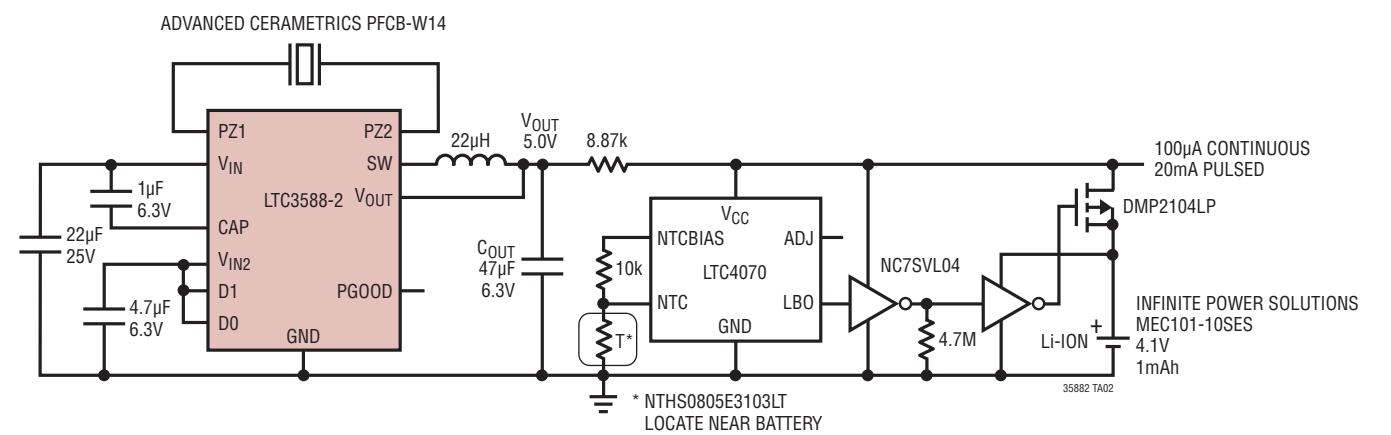 ADVANCED CERAMETRICS PFCB-W14
PZ1
PZ2
VIN
SW
LTC3588-2
VOUT
CAP
VIN2
D1
PGOOD
D0
GND
1µF
6.3V
22µF
25V
4.7µF
6.3V
22µH
VOUT
5.0V
8.87k
COUT
47µF
6.3V
10k
T*
VCC
NTCBIAS
ADJ
LTC4070
NTC
LBO
GND
NC7SVL04
4.7M
100µA CONTINUOUS
20mA PULSED
DMP2104LP
INFINITE POWER SOLUTIONS
MEC101-10SES
4.1V
1mAh
Li-ION
+
35882 TA02
* NTHS0805E3103LT
LOCATE NEAR BATTERY